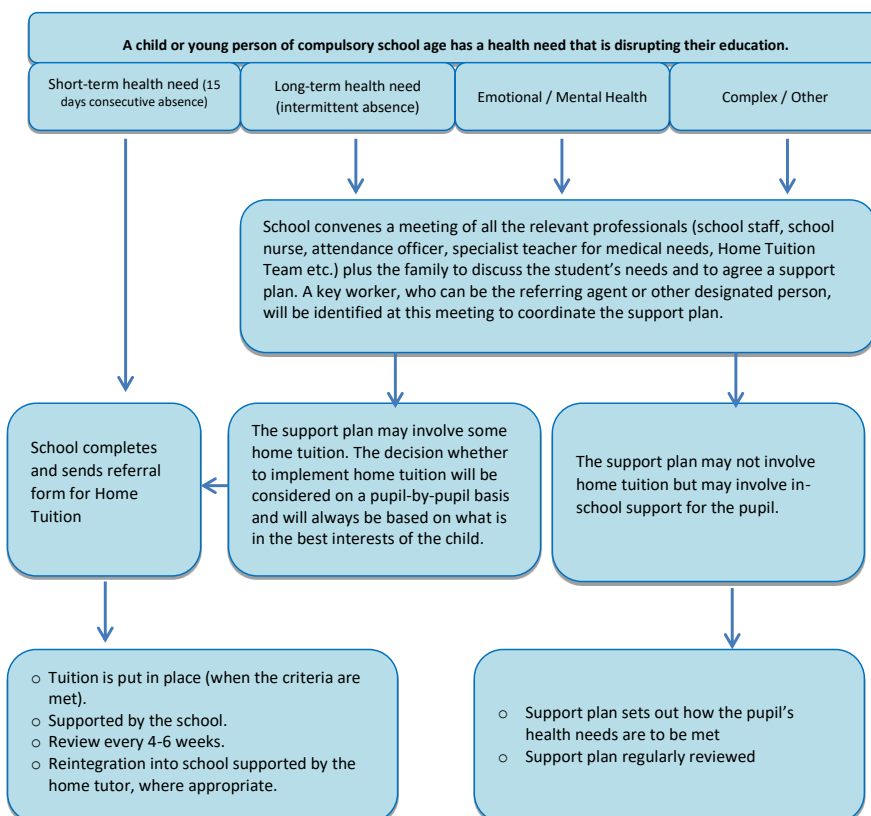 A child or young person of compulsory school age has a health need that is disrupting their education.
Short-term health need (15
days consecutive absence)
Long-term health need
(intermittent absence)
Emotional / Mental Health
Complex / Other
School convenes a meeting of all the relevant professionals (school staff, school
nurse, attendance officer, specialist teacher for medical needs, Home Tuition
Team etc.) plus the family to discuss the student's needs and to agree a support
plan. A key worker, who can be the referring agent or other designated person,
will be identified at this meeting to coordinate the support plan.
School completes
and sends referral
form for Home
Tuition
The support plan may involve some
home tuition. The decision whether
to implement home tuition will be
considered on a pupil-by-pupil basis
and will always be based on what is
in the best interests of the child.
The support plan may not involve
home tuition but may involve in-
school support for the pupil.
○ Tuition is put in place (when the criteria are
met).
○ Supported by the school.
○ Review every 4-6 weeks.
○ Reintegration into school supported by the
home tutor, where appropriate.
○ Support plan sets out how the pupil's
health needs are to be met
○ Support plan regularly reviewed